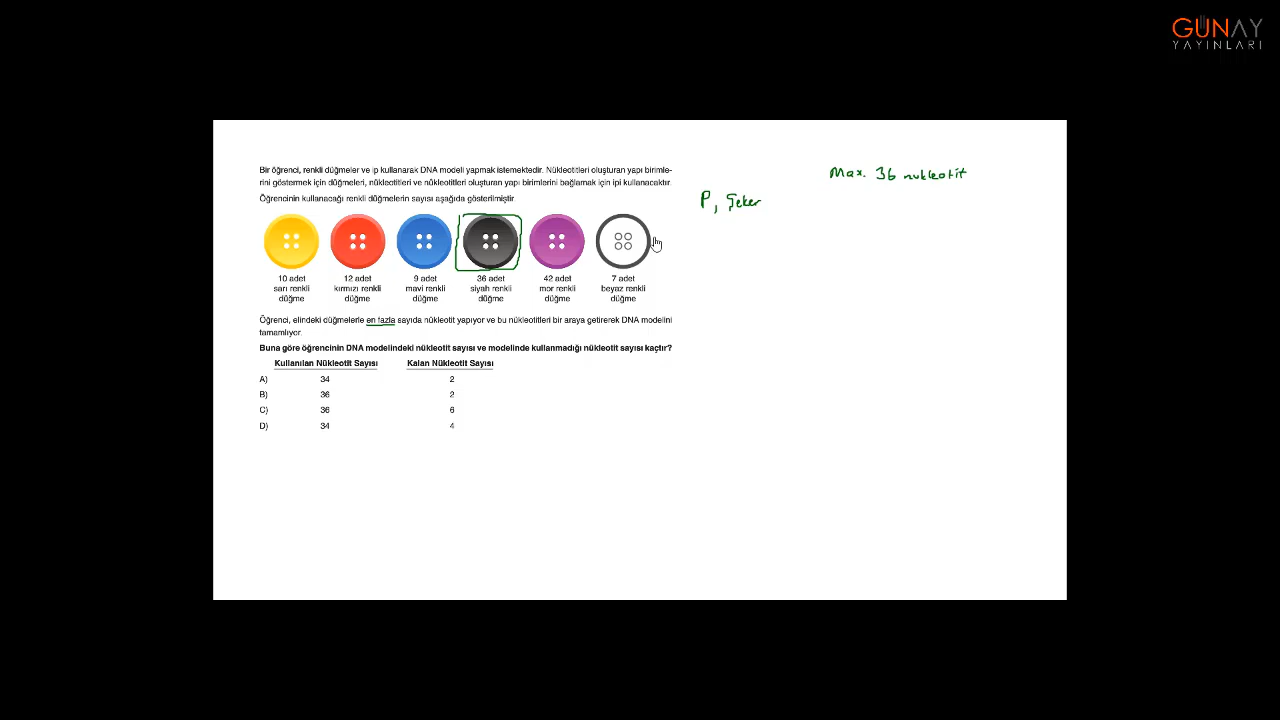 GÜNAY
YAYINLARI
Bir öğrenci, renkli düğmeler ve ip kullanarak DNA modeli yapmak istemektedir. Nükleotitleri oluşturan yapı birimle-
rini göstermek için düğmeleri, nükleotitleri ve nükleotitleri oluşturan yapı birimlerini bağlamak için ipi kullanacaktır.
Öğrencinin kullanacağı renkli düğmelerin sayısı aşağıda gösterilmiştir.
Max. 36 nükleotit
P, Şeker
10 adet sarı renkli düğme
12 adet kırmızı renkli düğme
9 adet mavi renkli düğme
36 adet siyah renkli düğme
42 adet mor renkli düğme
7 adet beyaz renkli düğme
Öğrenci, elindeki düğmelerle en fazla sayıda nükleotit yapıyor ve bu nükleotitleri bir araya getirerek DNA modelini
tamamlıyor.
Buna göre öğrencinin DNA modelindeki nükleotit sayısı ve modelinde kullanmadığı nükleotit sayısı kaçtır?
Kullanılan Nükleotit Sayısı Kalan Nükleotit Sayısı
A) 34 2
B) 36 2
C) 36 6
D) 34 4